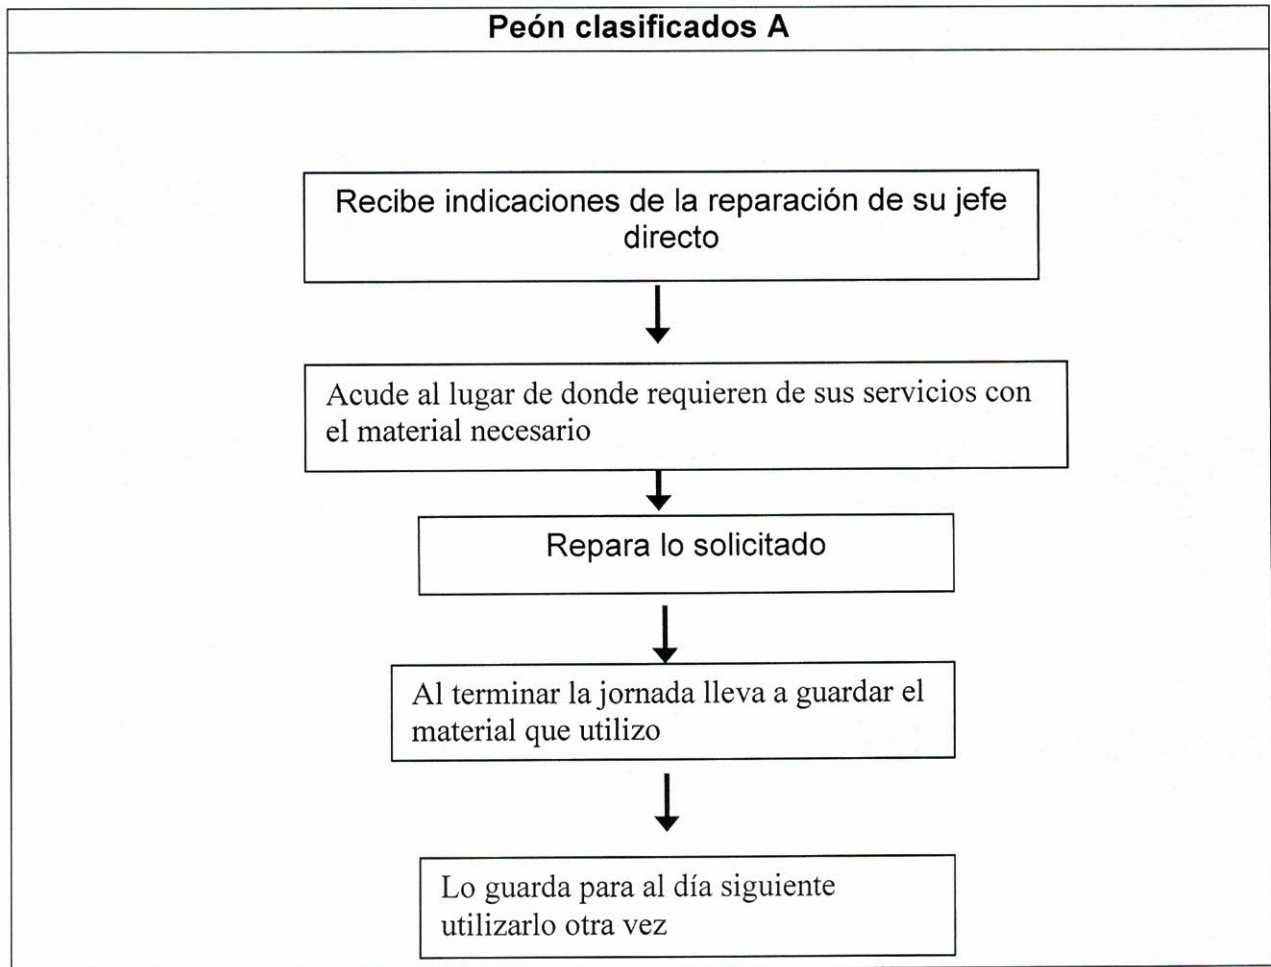 Peón clasificados A
Recibe indicaciones de la reparación de su jefe
directo
Acude al lugar de donde requieren de sus servicios con
el material necesario
Repara lo solicitado
Al terminar la jornada lleva a guardar el
material que utilizo
Lo guarda para al día siguiente
utilizarlo otra vez